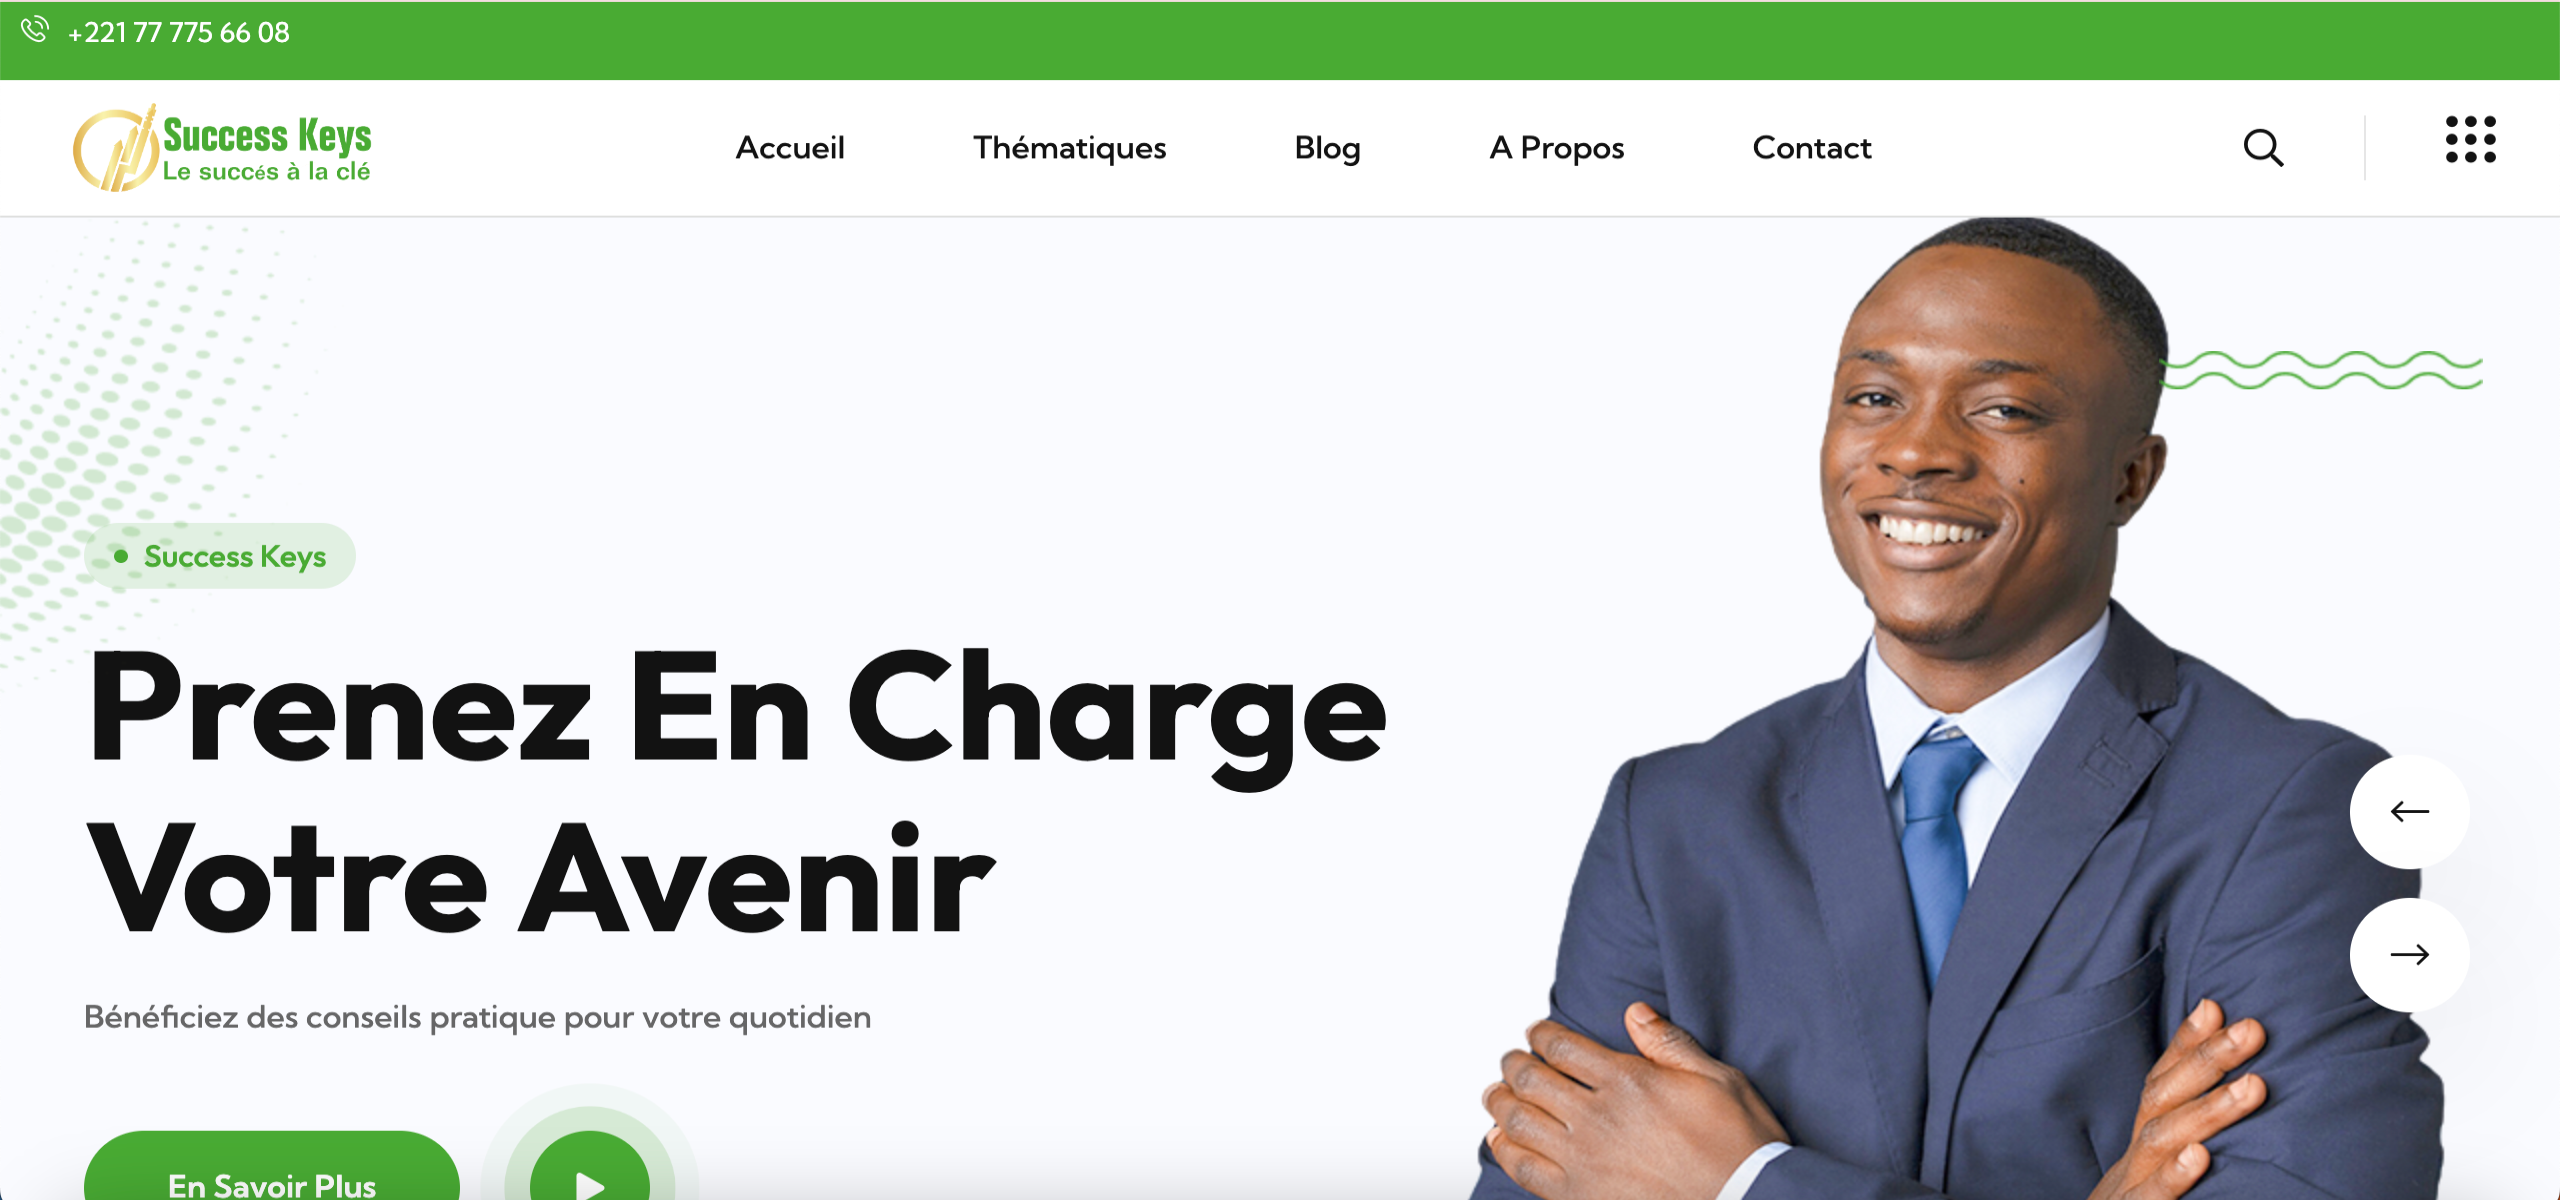 +221 77 775 66 08
Success Keys
Le succés à la clé
Accueil
Thématiques
Blog
A Propos
Contact
Success Keys
Prenez En Charge
Votre Avenir
Bénéficiez des conseils pratique pour votre quotidien
En Savoir Plus